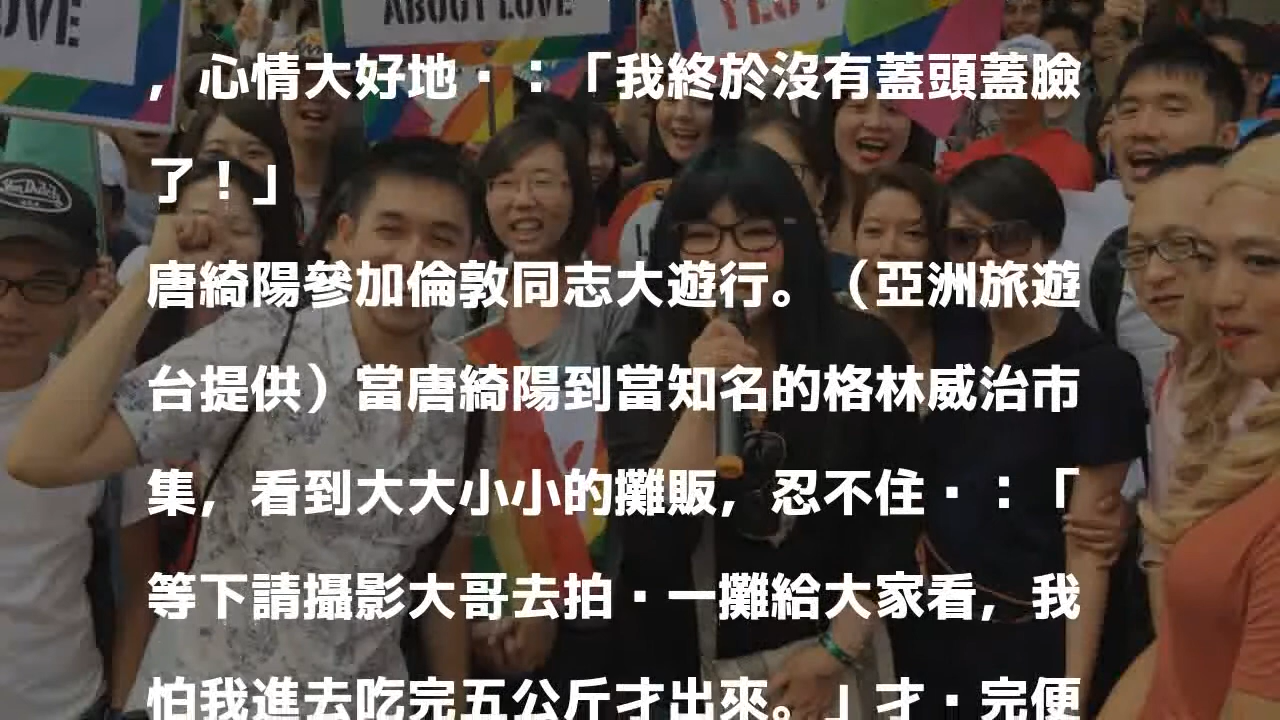 OVE
ABOUT LOVE
，心情大好地·：「我終於沒有蓋頭蓋臉
了！」
Von Dutch
唐綺陽參加倫敦同志大遊行。（亞洲旅遊
台提供）當唐綺陽到當知名的格林威治市
集，看到大大小小的攤販，忍不住·：「
等下請攝影大哥去拍·一攤給大家看，我
怕我進去吃完五公斤才出來。」才·完便